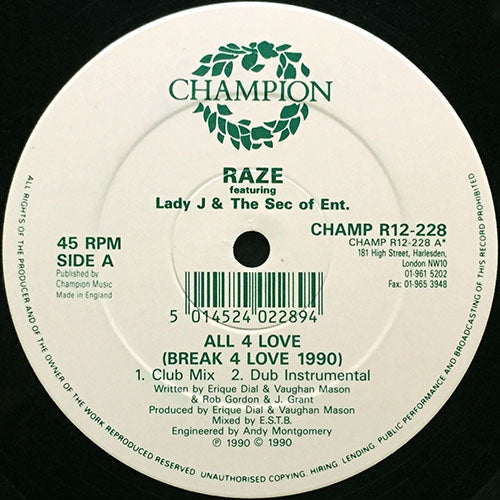 CHAMPION
RAZE
featuring
Lady J & The Sec of Ent.
CHAMP R12-228
CHAMP R12-228 A*
181 High Street, Harlesden,
London NW10
01-961 5202
Fax: 01-965 3948
45 RPM
SIDE A
Published by
Champion Music
Made in England
5 014524 022894
ALL 4 LOVE
(BREAK 4 LOVE 1990)
1. Club Mix 2. Dub Instrumental
Written by Erique Dial & Vaughan Mason
& Rob Gordon & J. Grant
Produced by Erique Dial & Vaughan Mason
Mixed by E.S.T.B.
Engineered by Andy Montgomery
℗ 1990 © 1990
ALL RIGHTS OF THE PRODUCER AND OF THE OWNER OF THE WORK REPRODUCED RESERVED. UNAUTHORISED COPYING, HIRING, LENDING, PUBLIC PERFORMANCE AND BROADCASTING OF THIS RECORD PROHIBITED